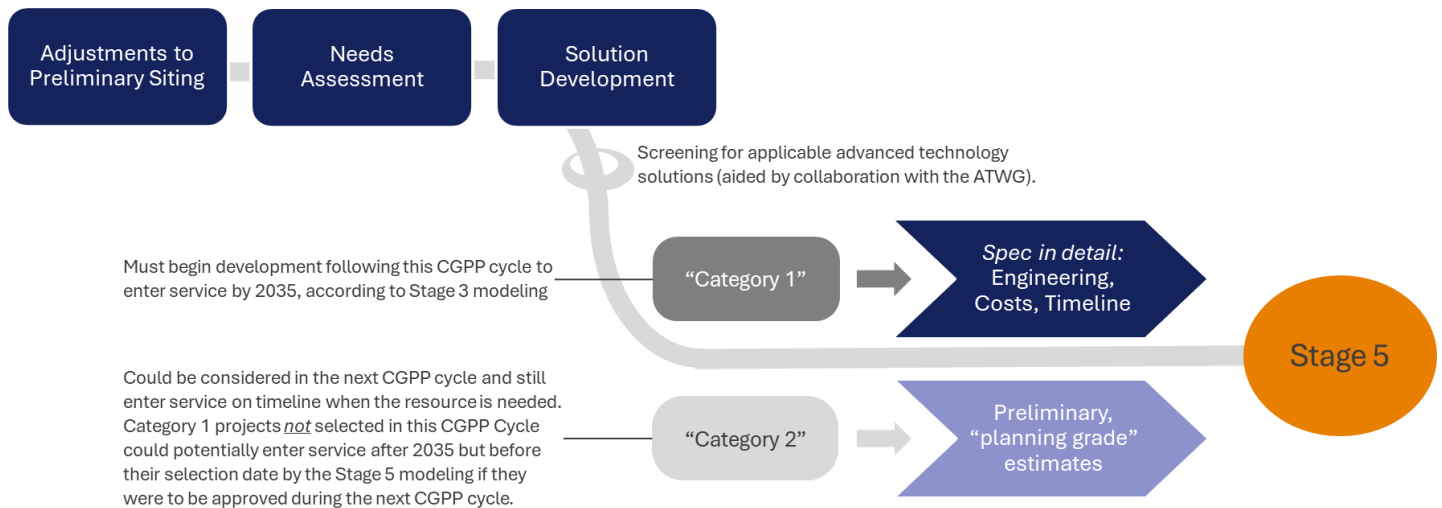 Adjustments to
Preliminary Siting
Needs
Assessment
Solution
Development
Screening for applicable advanced technology
solutions (aided by collaboration with the ATWG).
Must begin development following this CGPP cycle to
enter service by 2035, according to Stage 3 modeling
“Category 1”
Spec in detail:
Engineering,
Costs, Timeline
Stage 5
Could be considered in the next CGPP cycle and still
enter service on timeline when the resource is needed.
Category 1 projects not selected in this CGPP Cycle
could potentially enter service after 2035 but before
their selection date by the Stage 5 modeling if they
were to be approved during the next CGPP cycle.
“Category 2”
Preliminary,
“planning grade”
estimates